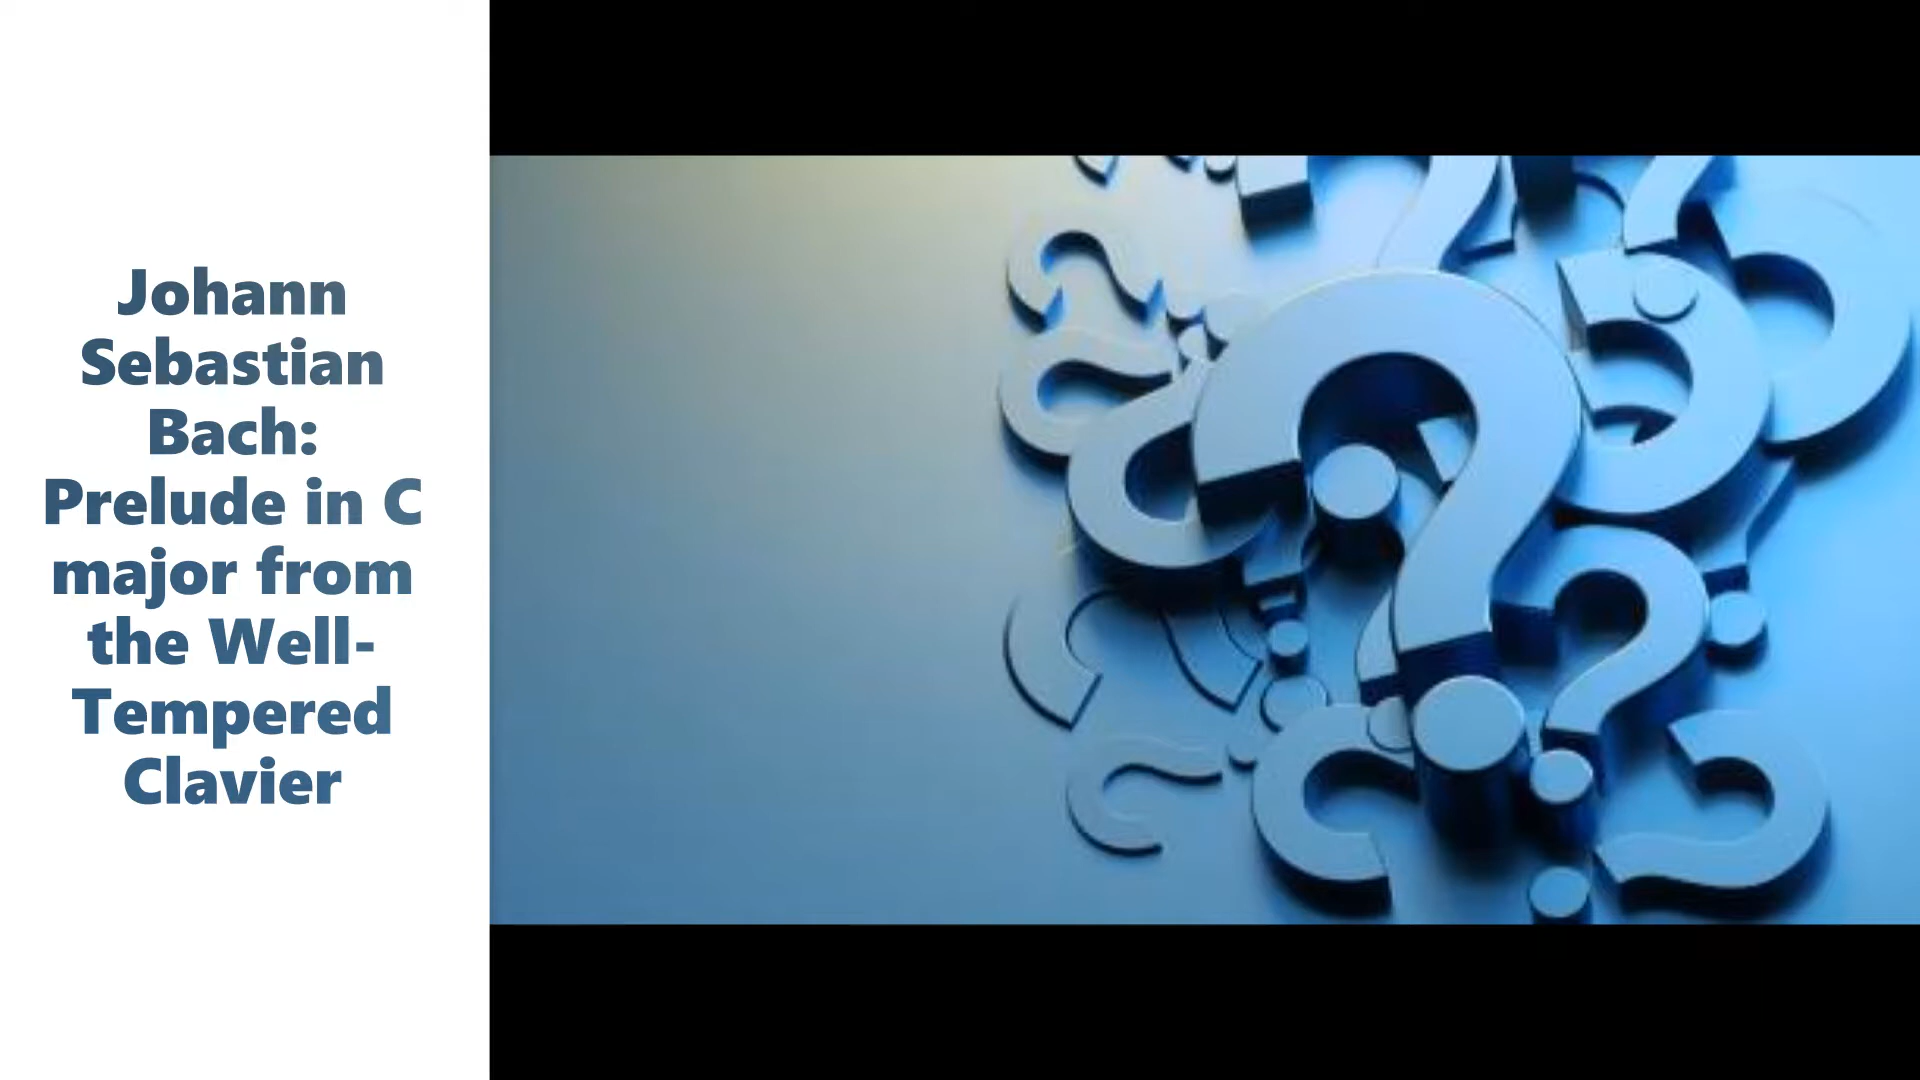 Johann
Sebastian
Bach:
Prelude in C
major from
the Well-
Tempered
Clavier